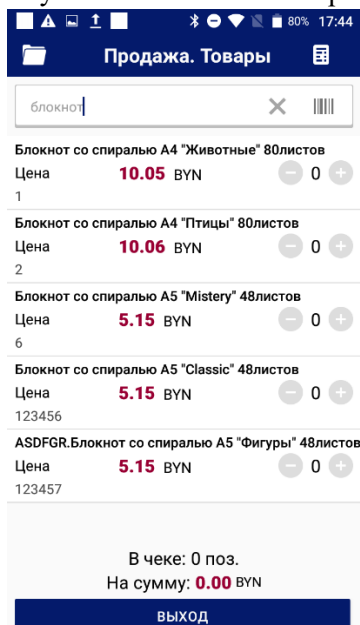 80% 17:44
Продажа. Товары
блокнот
Блокнот со спиралью А4 "Животные" 80листов
Цена 10.05 BYN 0
1
Блокнот со спиралью А4 "Птицы" 80листов
Цена 10.06 BYN 0
2
Блокнот со спиралью А5 "Mistery" 48листов
Цена 5.15 BYN 0
6
Блокнот со спиралью А5 "Classic" 48листов
Цена 5.15 BYN 0
123456
ASDFGR.Блокнот со спиралью А5 "Фигуры" 48листов
Цена 5.15 BYN 0
123457
В чеке: 0 поз.
На сумму: 0.00 BYN
ВЫХОД